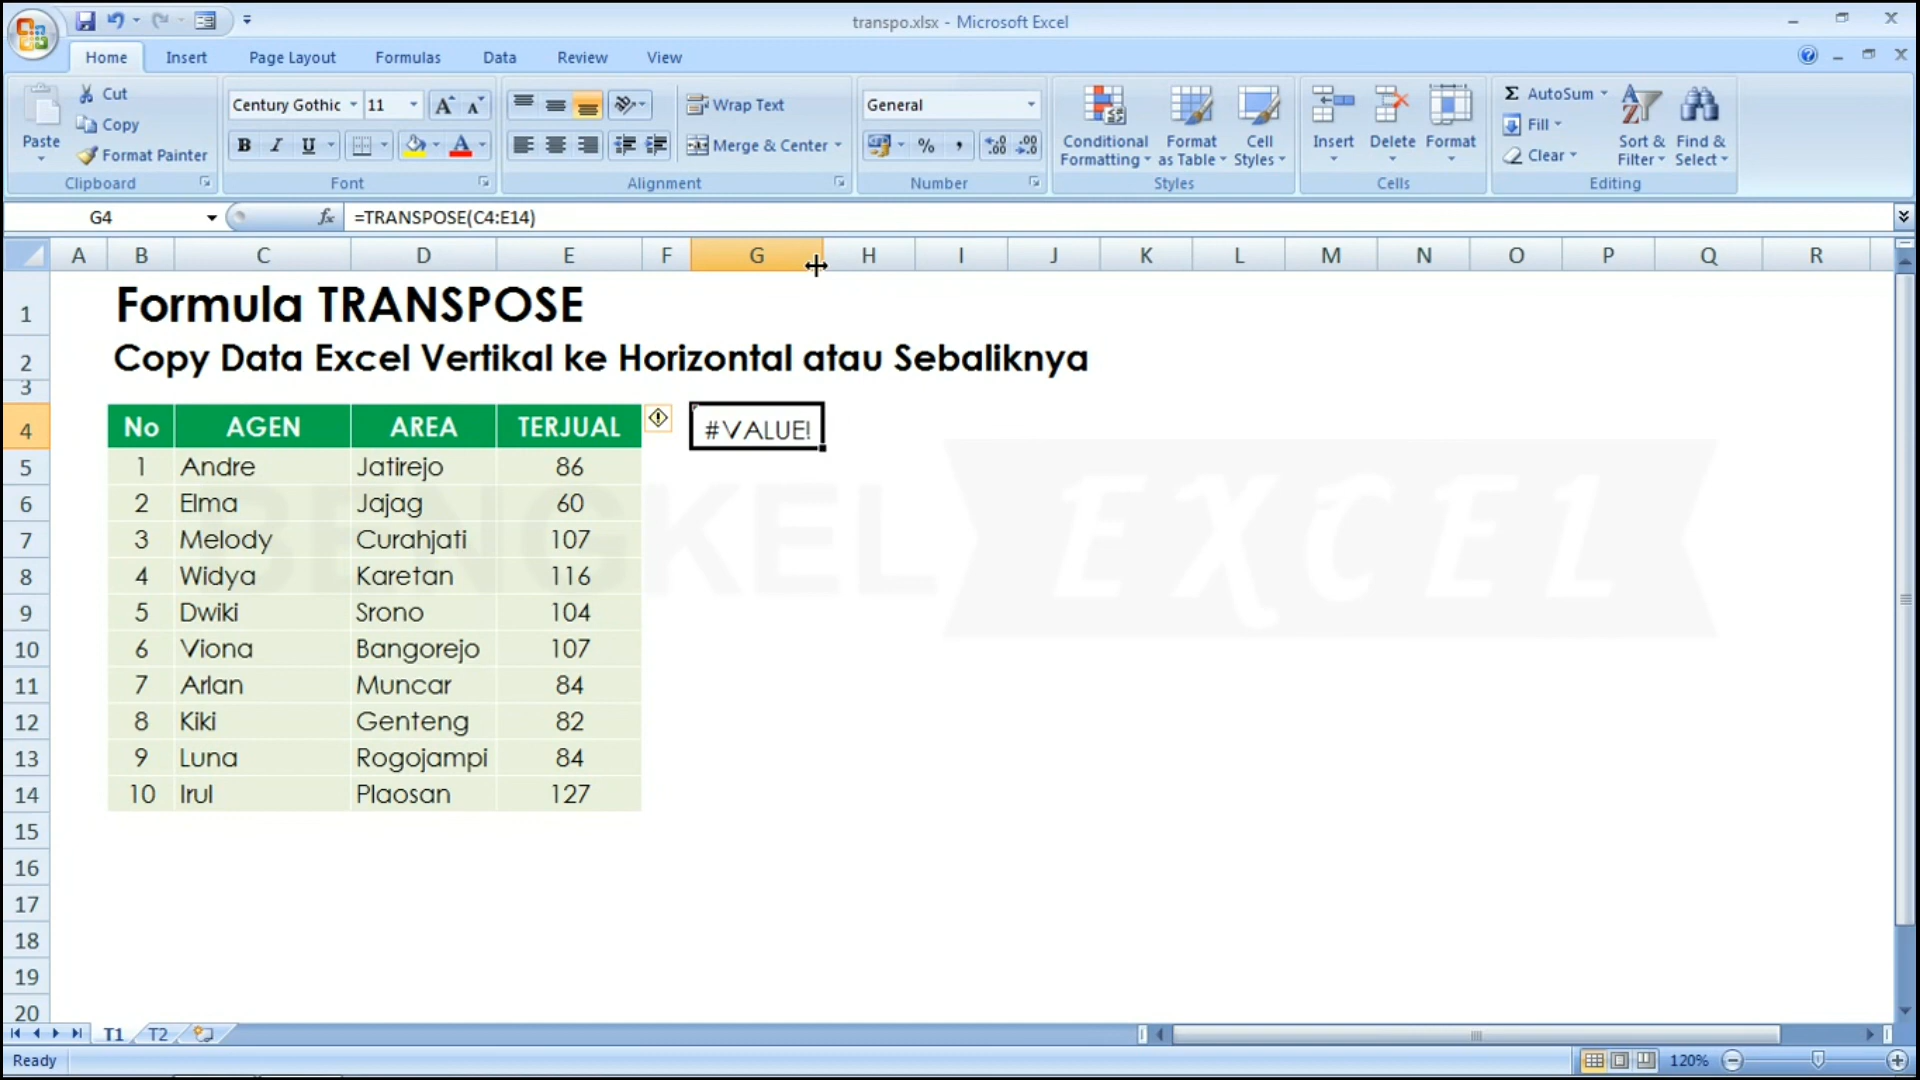 transpo.xlsx - Microsoft Excel
Home Insert Page Layout Formulas Data Review View
Paste
Cut
Copy
Format Painter
Clipboard
Century Gothic 11
B I U
Font
Wrap Text
Merge & Center
Alignment
General
% ,
Number
Conditional Formatting
Format as Table
Cell Styles
Styles
Insert
Delete
Format
Cells
Σ AutoSum
Fill
Clear
Sort & Filter
Find & Select
Editing
G4
fx =TRANSPOSE(C4:E14)
A B C D E F G H I J K L M N O P Q R
1 Formula TRANSPOSE
2 Copy Data Excel Vertikal ke Horizontal atau Sebaliknya
3
4 No AGEN AREA TERJUAL #VALUE!
5 1 Andre Jatirejo 86
6 2 Elma Jajag 60
7 3 Melody Curahjati 107
8 4 Widya Karetan 116
9 5 Dwiki Srono 104
10 6 Viona Bangorejo 107
11 7 Arlan Muncar 84
12 8 Kiki Genteng 82
13 9 Luna Rogojampi 84
14 10 Irul Plaosan 127
BENGKEL EXCEL
15
16
17
18
19
20
T1 T2
Ready
120%